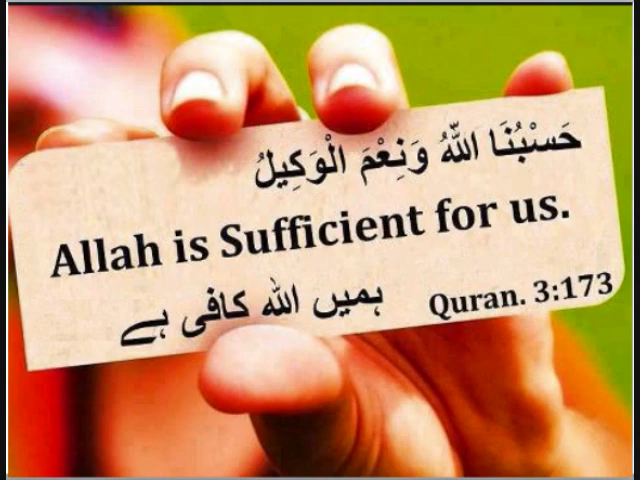 حَسْبُنَا اللّٰهُ وَنِعْمَ الْوَكِيلُ
Allah is Sufficient for us.
ہمیں اللہ کافی ہے
Quran. 3:173